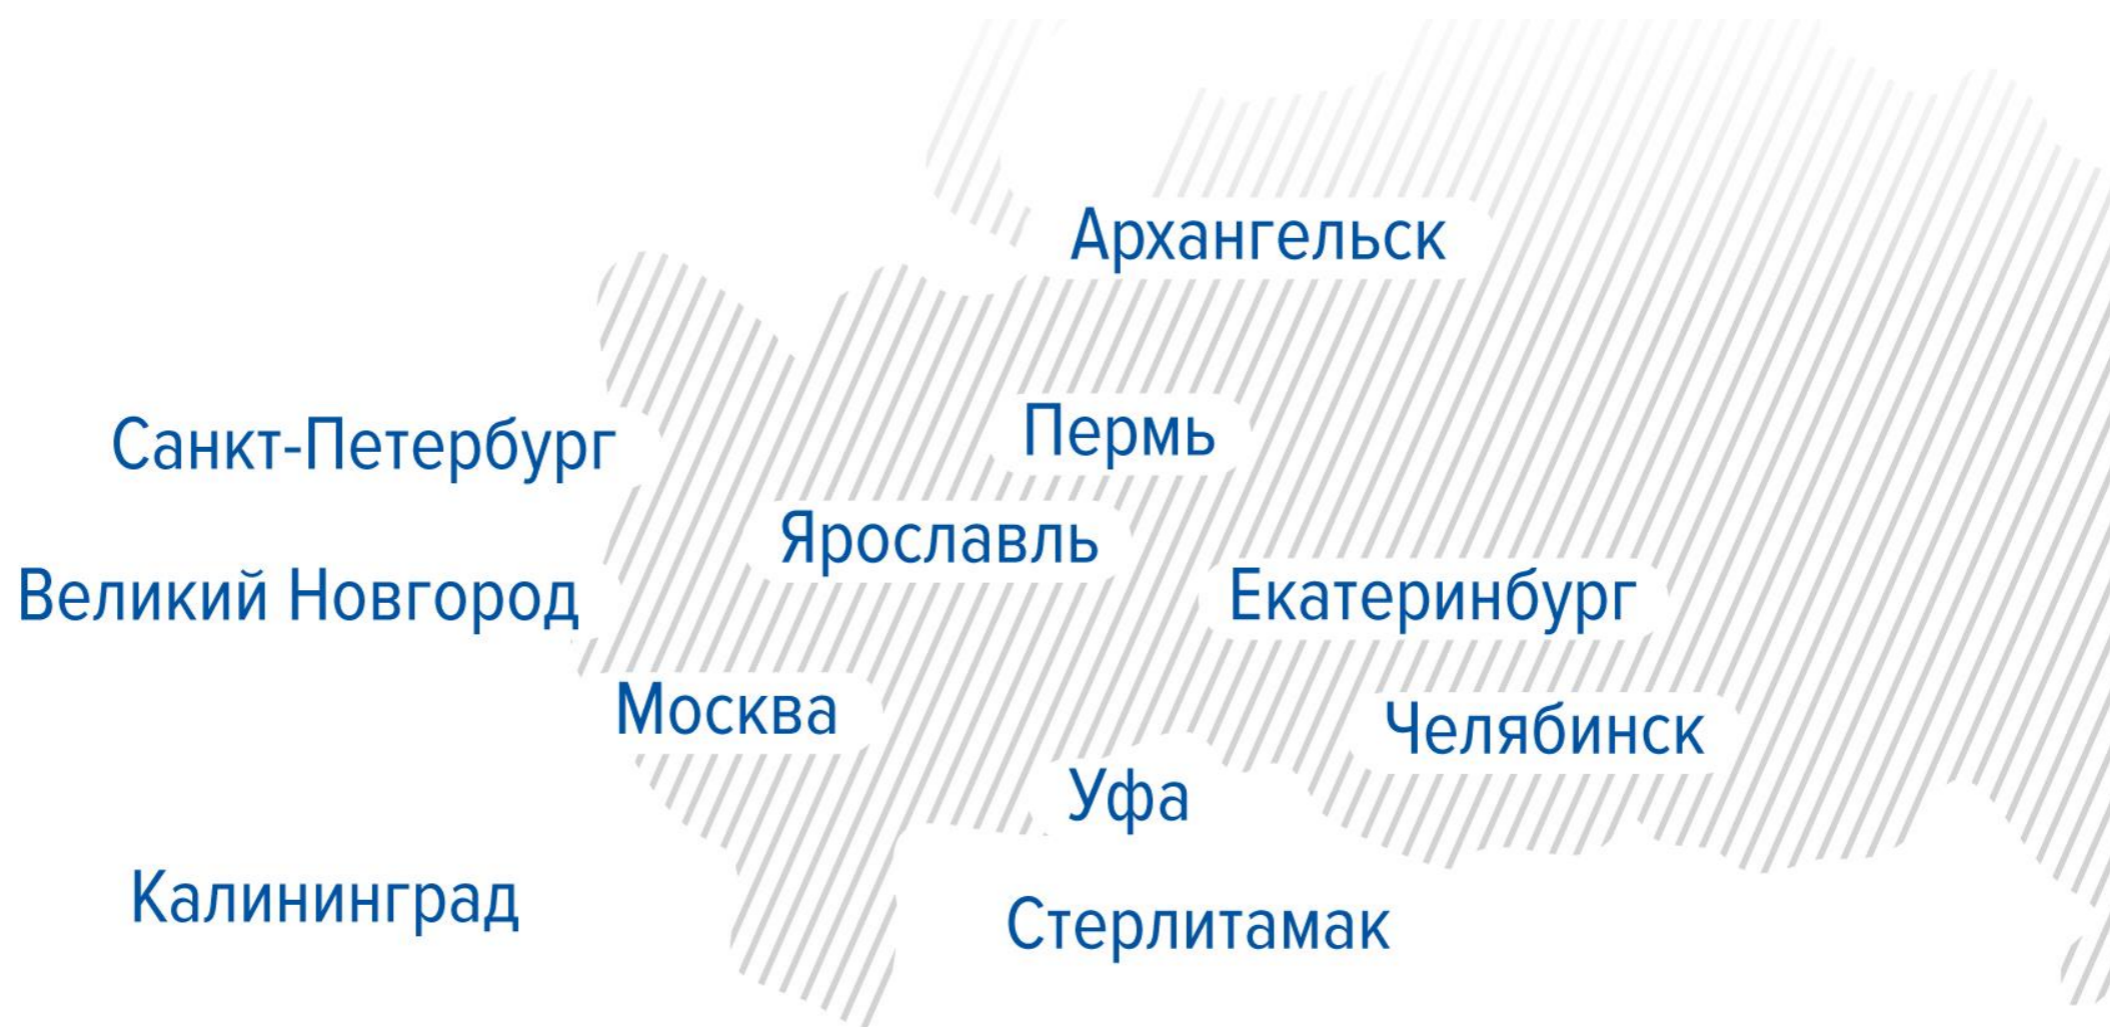 Архангельск
Санкт-Петербург
Пермь
Ярославль
Великий Новгород
Екатеринбург
Москва
Челябинск
Уфа
Калининград
Стерлитамак